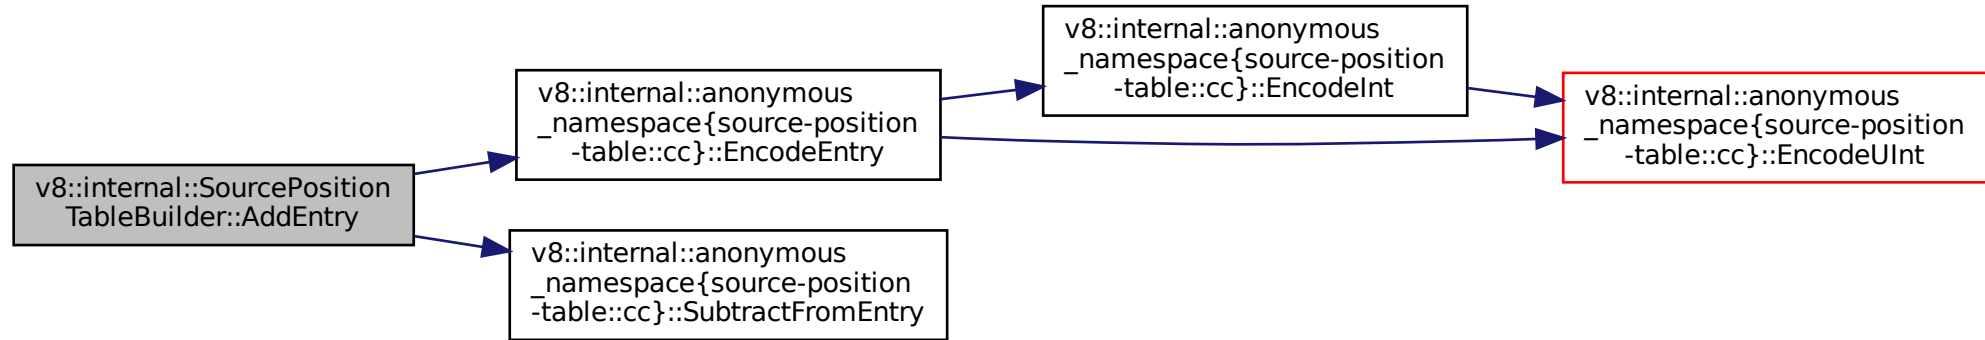 v8::internal::SourcePosition
TableBuilder::AddEntry
v8::internal::anonymous
_namespace{source-position
-table::cc}::EncodeEntry
v8::internal::anonymous
_namespace{source-position
-table::cc}::SubtractFromEntry
v8::internal::anonymous
_namespace{source-position
-table::cc}::EncodeInt
v8::internal::anonymous
_namespace{source-position
-table::cc}::EncodeUInt